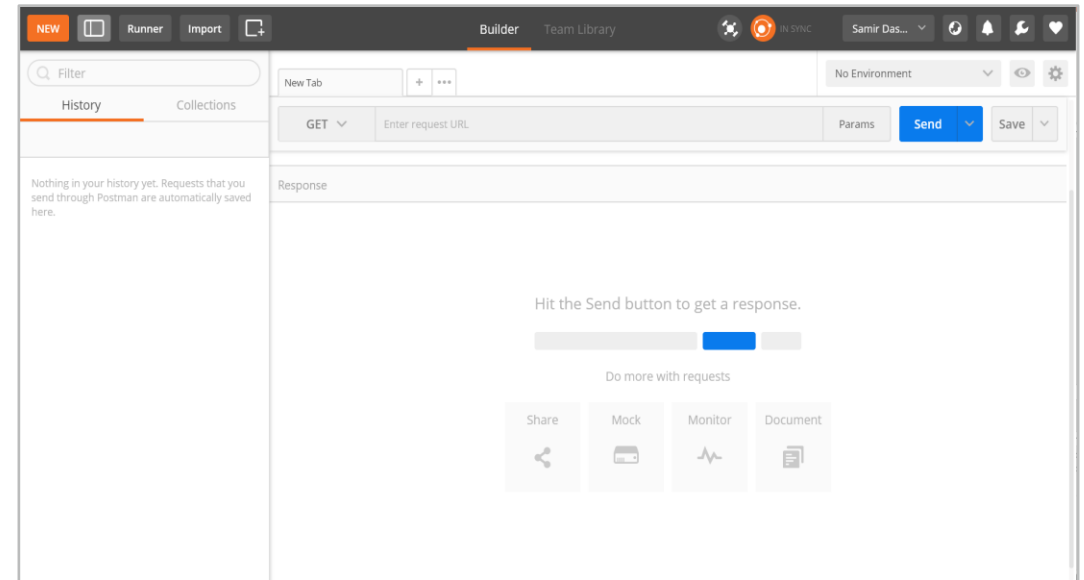 NEW Runner Import Builder Team Library IN SYNC Samir Das...
Filter
History Collections
Nothing in your history yet. Requests that you
send through Postman are automatically saved
here.
New Tab + ••• No Environment
GET Enter request URL Params Send Save
Response
Hit the Send button to get a response.
Do more with requests
Share Mock Monitor Document